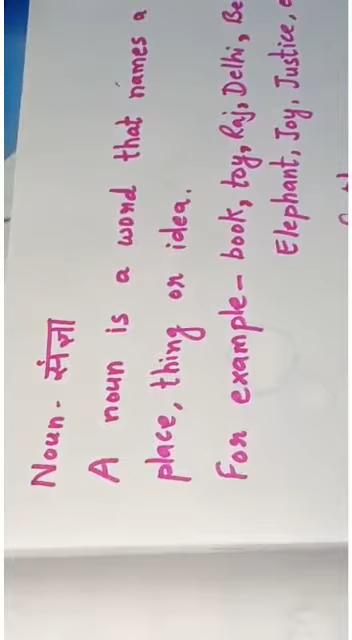 Noun - संज्ञा
A noun is a word that names a
place, thing or idea.
For example - book, toy, Raj, Delhi,
Elephant, Joy, Justice,